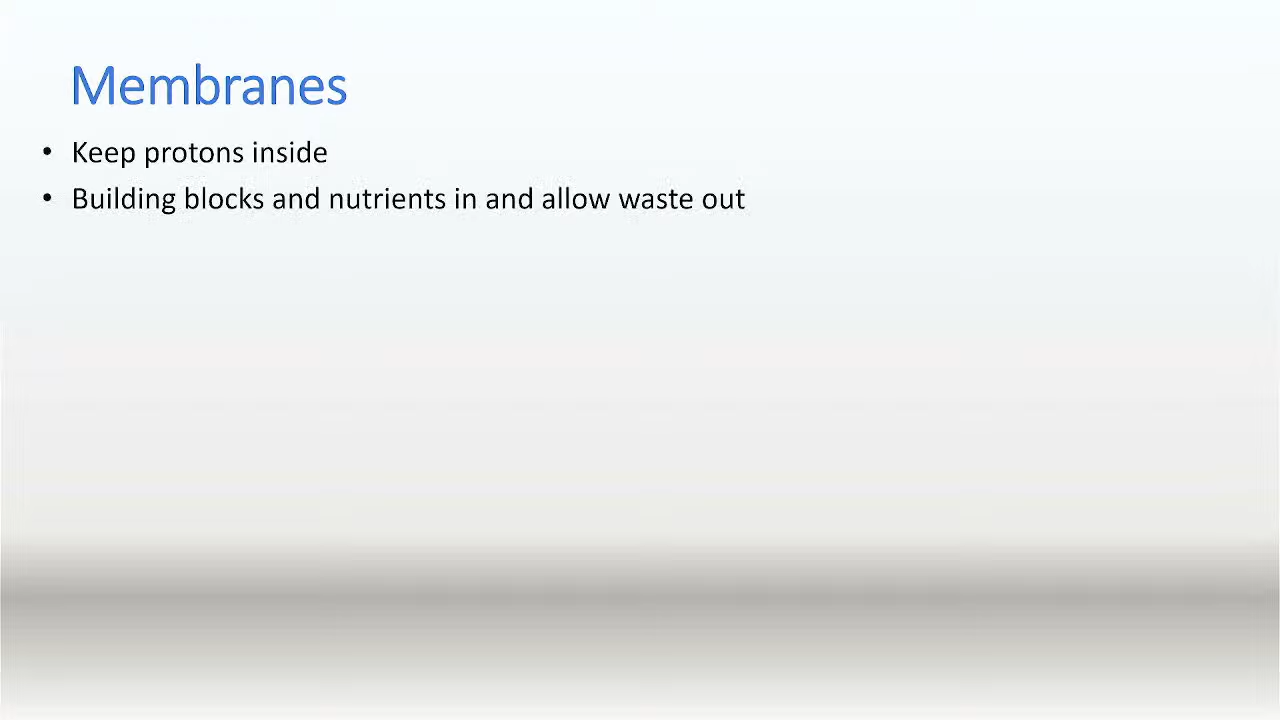 Membranes
• Keep protons inside
• Building blocks and nutrients in and allow waste out